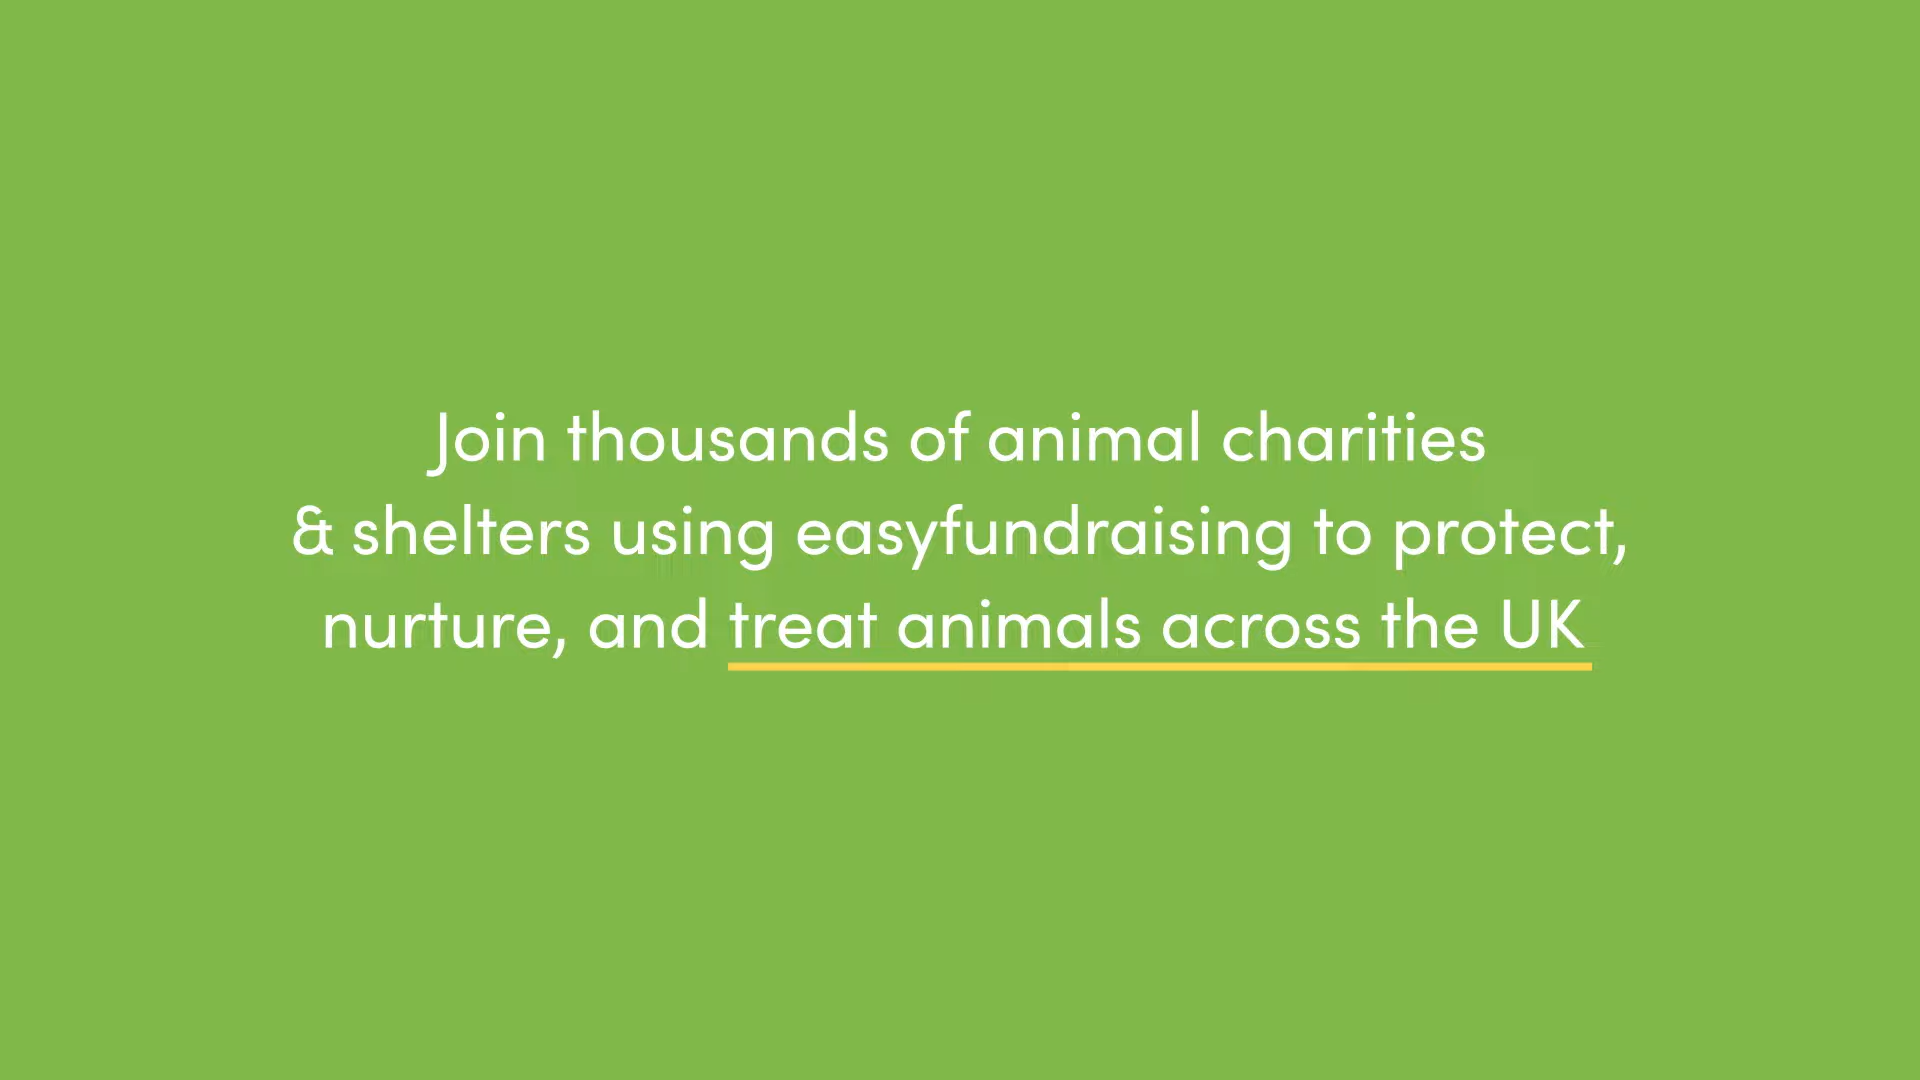 Join thousands of animal charities
& shelters using easyfundraising to protect,
nurture, and treat animals across the UK